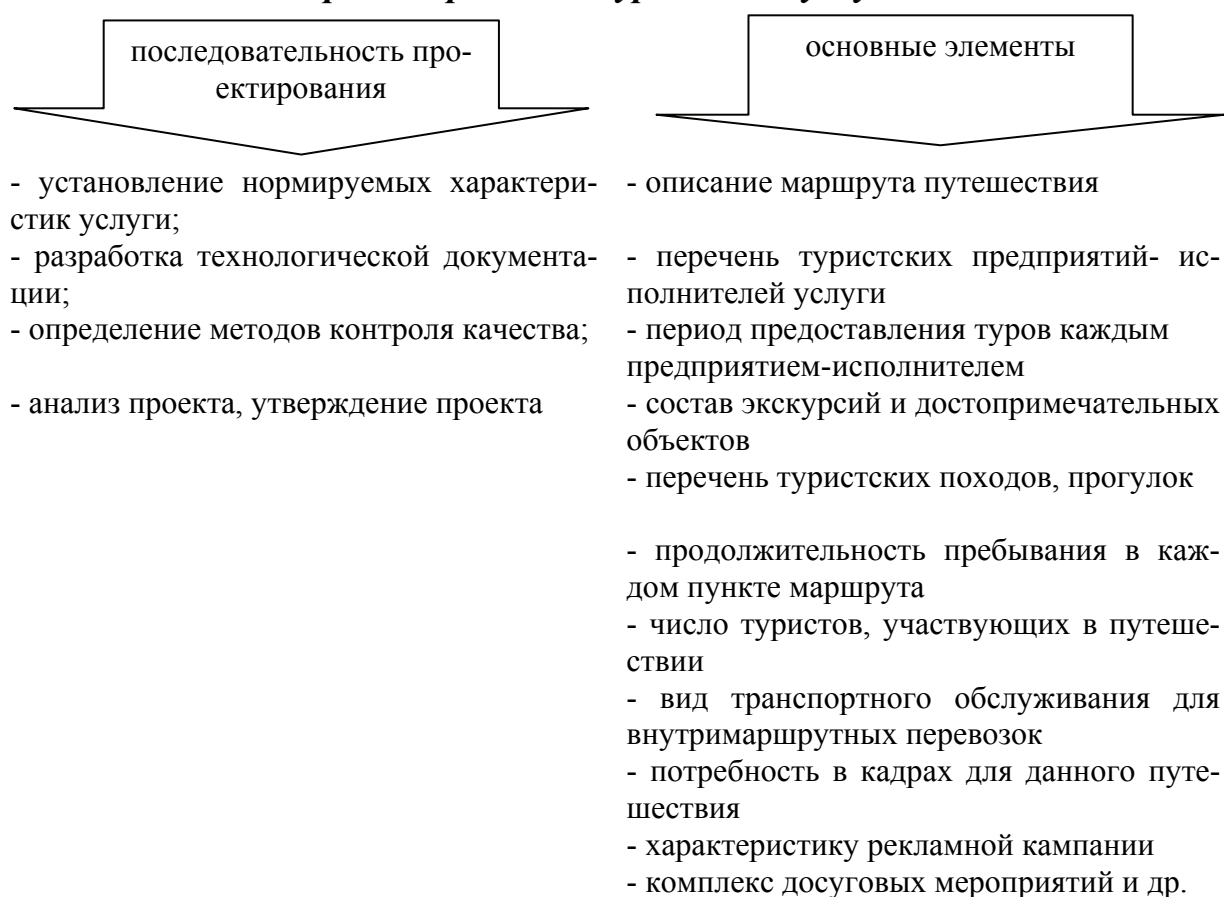 последовательность про-
ектирования
- установление нормируемых характери-
стик услуги;
- разработка технологической документа-
ции;
- определение методов контроля качества;
- анализ проекта, утверждение проекта
основные элементы
- описание маршрута путешествия
- перечень туристских предприятий- ис-
полнителей услуги
- период предоставления туров каждым
предприятием-исполнителем
- состав экскурсий и достопримечательных
объектов
- перечень туристских походов, прогулок
- продолжительность пребывания в каж-
дом пункте маршрута
- число туристов, участвующих в путеше-
ствии
- вид транспортного обслуживания для
внутримаршрутных перевозок
- потребность в кадрах для данного путе-
шествия
- характеристику рекламной кампании
- комплекс досуговых мероприятий и др.